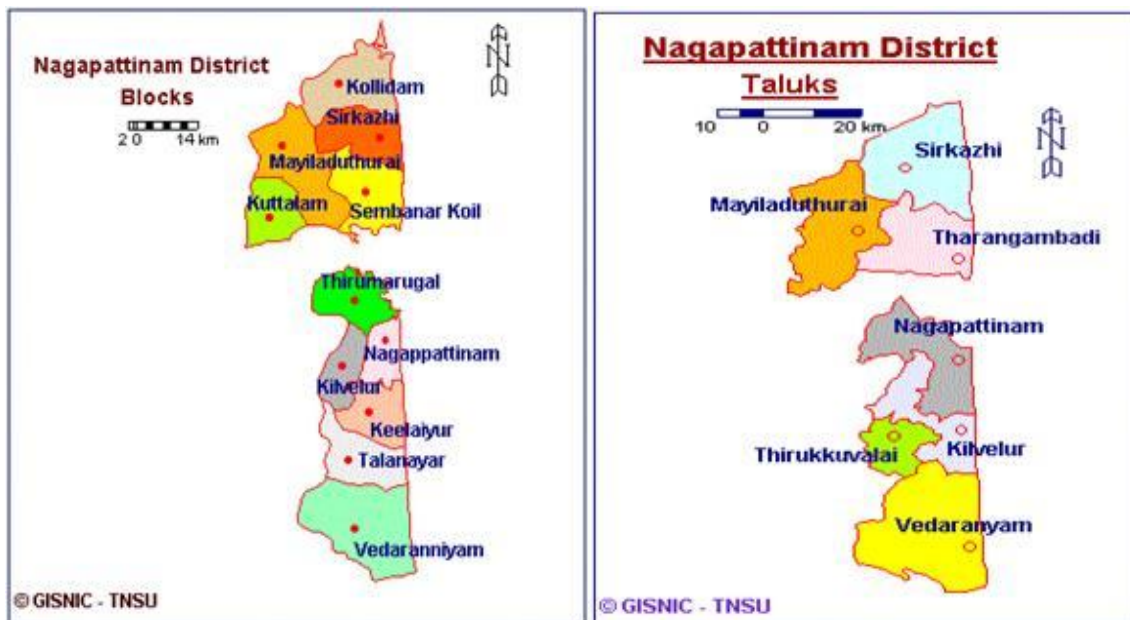 Nagapattinam District
Blocks
2 0 14 km
N
Kollidam
Sirkazhi
Mayiladuthurai
Kuttalam
Sembanar Koil
Thirumarugal
Nagappattinam
Kilvelur
Keelaiyur
Talanayar
Vedaranniyam
© GISNIC - TNSU
Nagapattinam District
Taluks
10 0 20 km
N
Sirkazhi
Mayiladuthurai
Tharangambadi
Nagapattinam
Thirukkuvalai
Kilvelur
Vedaranyam
© GISNIC - TNSU